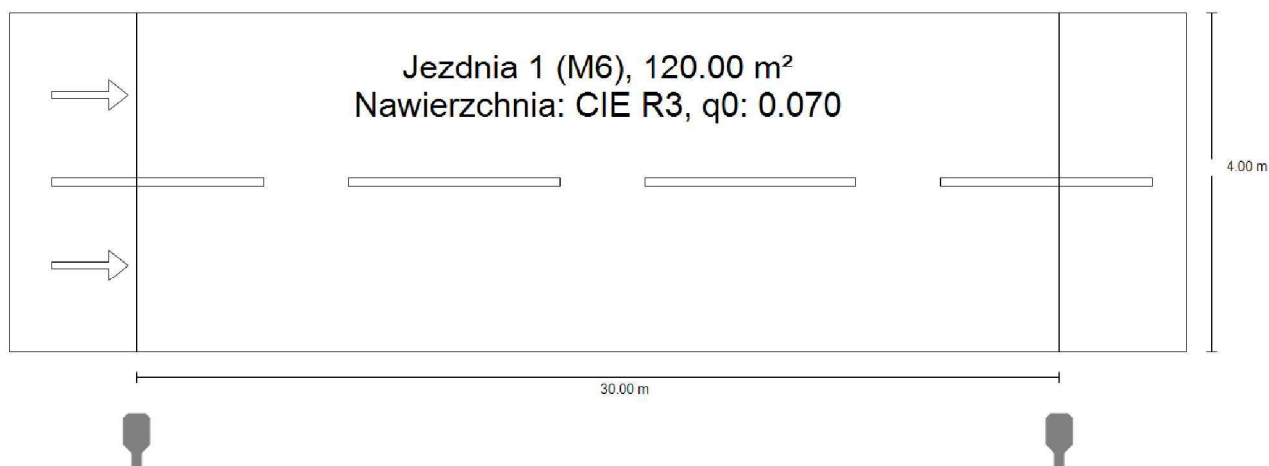 Jezdnia 1 (M6), 120.00 m²
Nawierzchnia: CIE R3, q0: 0.070
4.00 m
30.00 m